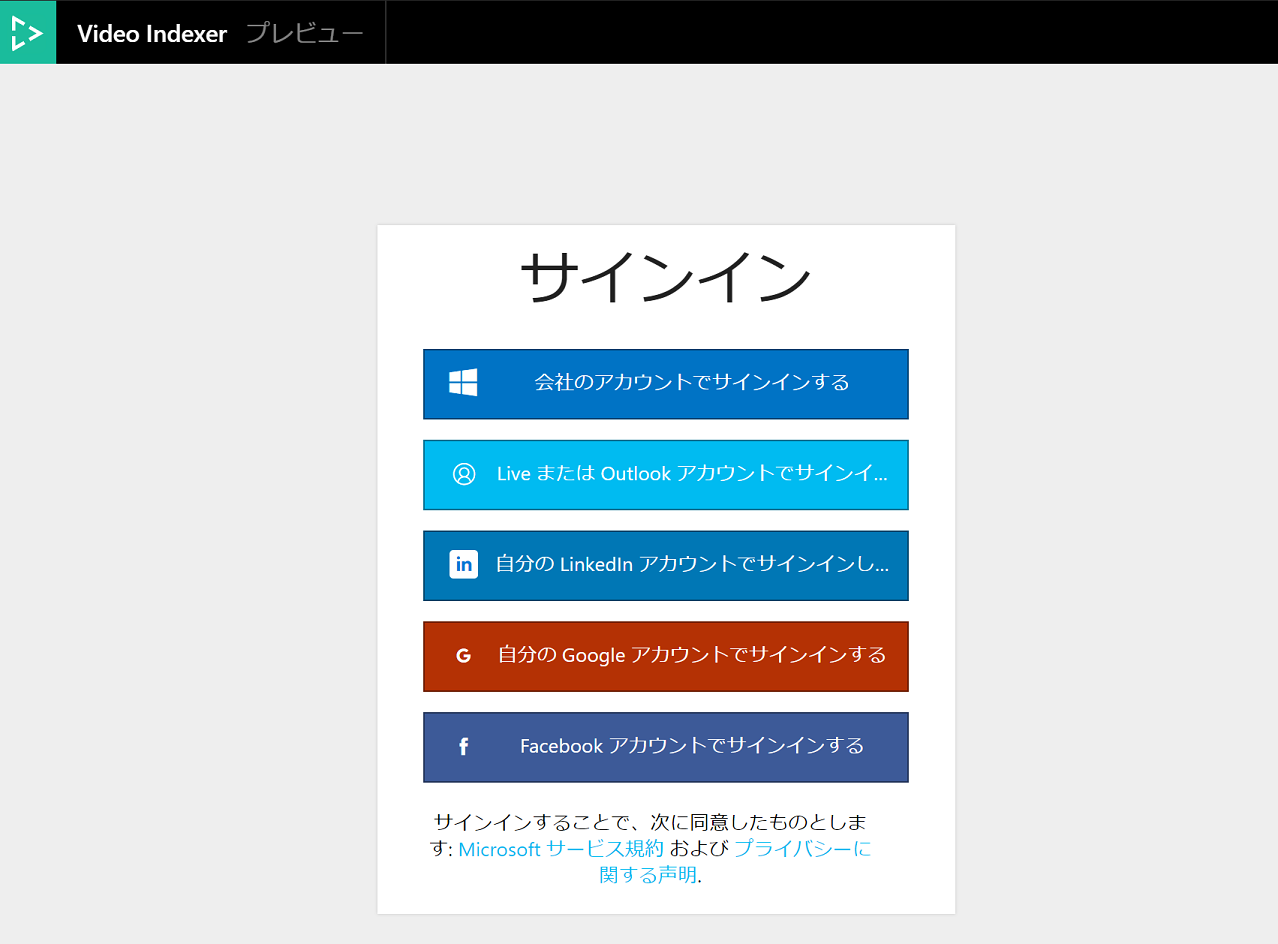 Video Indexer プレビュー
サインイン
会社のアカウントでサインインする
Live または Outlook アカウントでサインイ...
in 自分の LinkedIn アカウントでサインインし...
G 自分の Google アカウントでサインインする
f Facebook アカウントでサインインする
サインインすることで、次に同意したものとしま
す: Microsoft サービス規約 および プライバシーに
関する声明.